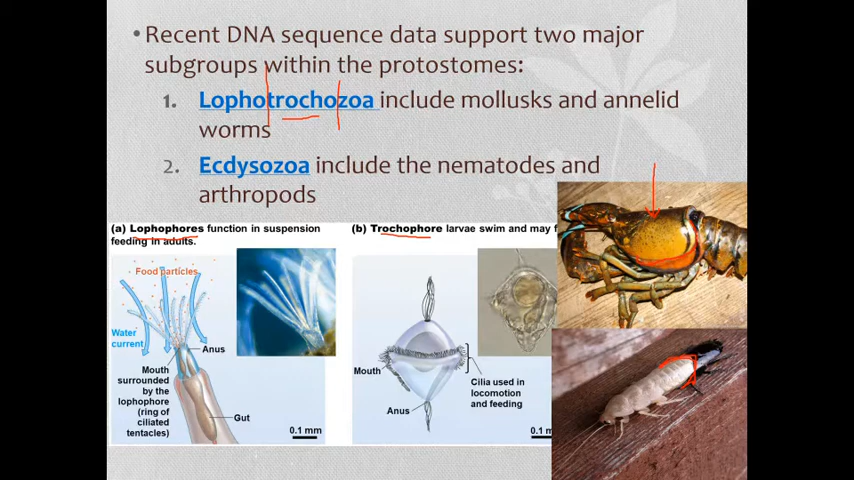 • Recent DNA sequence data support two major
subgroups within the protostomes:
1. Lophotrochozoa include mollusks and annelid
worms
2. Ecdysozoa include the nematodes and
arthropods
(a) Lophophores function in suspension
feeding in adults.
Food particles
Water
current
Anus
Mouth
surrounded
by the
lophophore
(ring of
ciliated
tentacles)
Gut
0.1 mm
(b) Trochophore larvae swim and may f
Mouth
Cilia used in
locomotion
and feeding
Anus
0.1 m